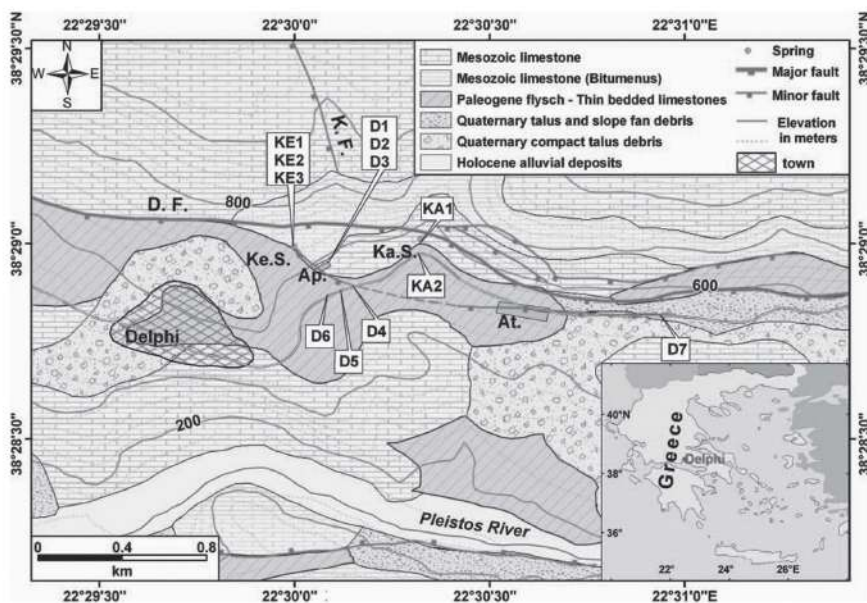 22°29'30"
22°30'0"
22°30'30"
22°31'0"E
38°29'30"N
38°29'30"N
N
W E
S
Mesozoic limestone
Mesozoic limestone (Bitumenus)
Paleogene flysch - Thin bedded limestones
Quaternary talus and slope fan debris
Quaternary compact talus debris
Holocene alluvial deposits
Spring
Major fault
Minor fault
Elevation
in meters
town
K. F.
KE1
KE2
KE3
D1
D2
D3
D. F.
800
KA1
38°29'0"
38°29'0"
Ke.S.
Ap.
Ka.S.
KA2
600
Delphi
D6
D5
D4
At.
D7
200
38°28'30"
38°28'30"
Pleistos River
0 0.4 0.8
km
Greece
Delphi
40°N
38°
36°
22° 24° 26°E
22°29'30"
22°30'0"
22°30'30"
22°31'0"